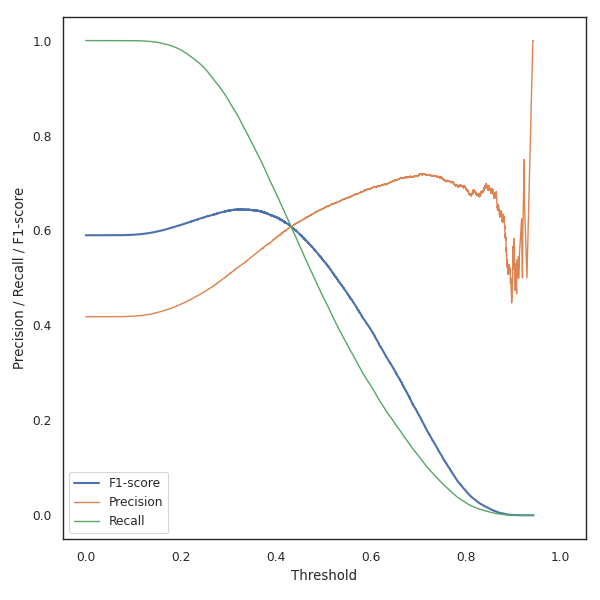 Precision / Recall / F1-score
1.0
0.8
0.6
0.4
0.2
0.0
F1-score
Precision
Recall
0.0 0.2 0.4 0.6 0.8 1.0
Threshold